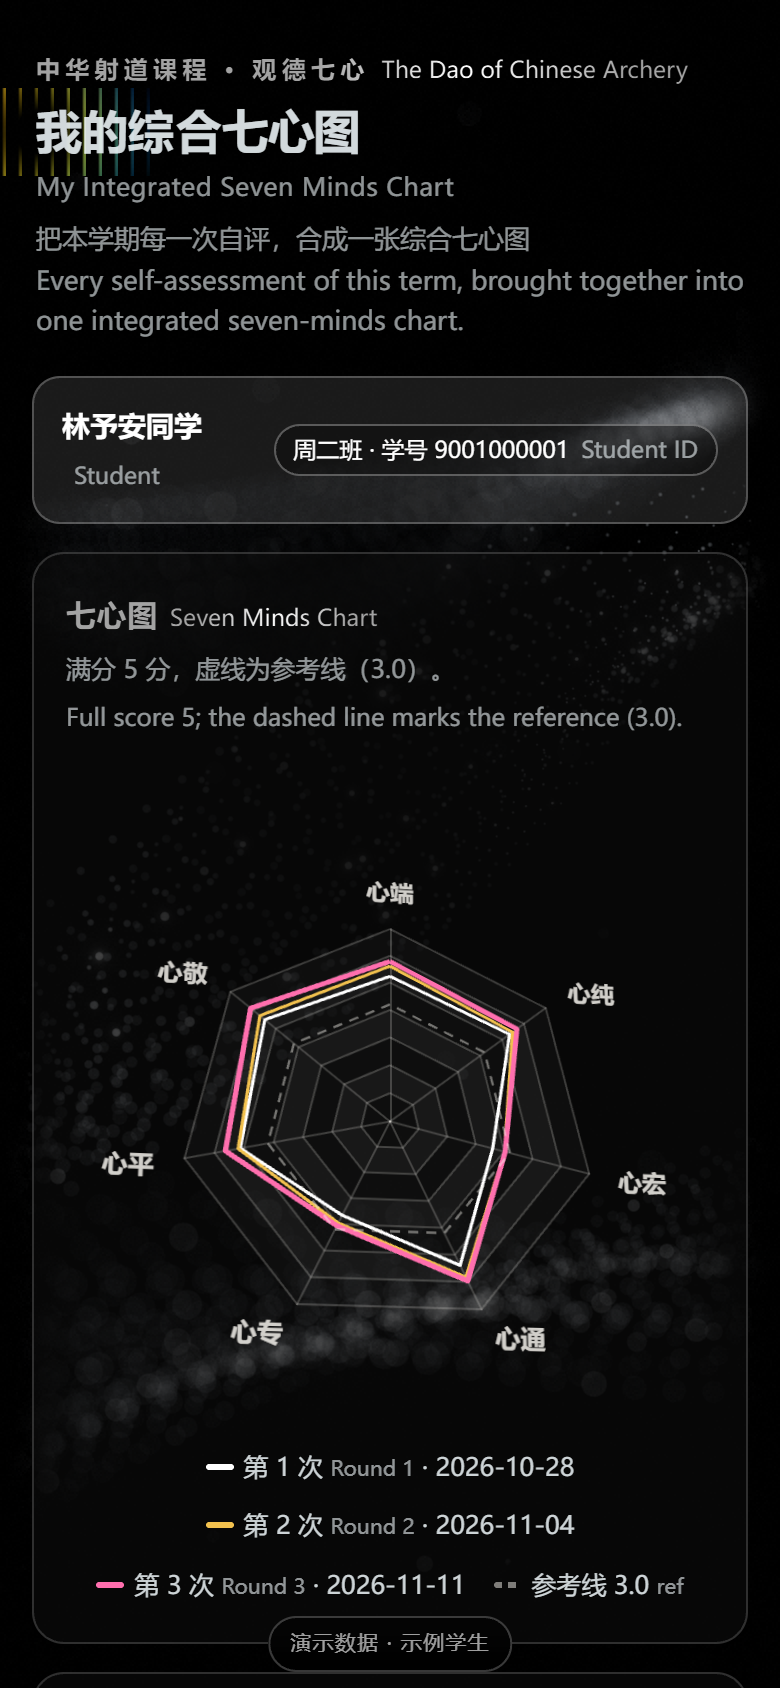 中华射道课程 · 观德七心 The Dao of Chinese Archery
我的综合七心图
My Integrated Seven Minds Chart
把本学期每一次自评，合成一张综合七心图
Every self-assessment of this term, brought together into
one integrated seven-minds chart.
林予安同学
Student
周二班 · 学号 9001000001 Student ID
七心图 Seven Minds Chart
满分 5 分，虚线为参考线（3.0）。
Full score 5; the dashed line marks the reference (3.0).
心端
心敬
心纯
心平
心宏
心专
心通
第 1 次 Round 1 · 2026-10-28
第 2 次 Round 2 · 2026-11-04
第 3 次 Round 3 · 2026-11-11
参考线 3.0 ref
演示数据 · 示例学生